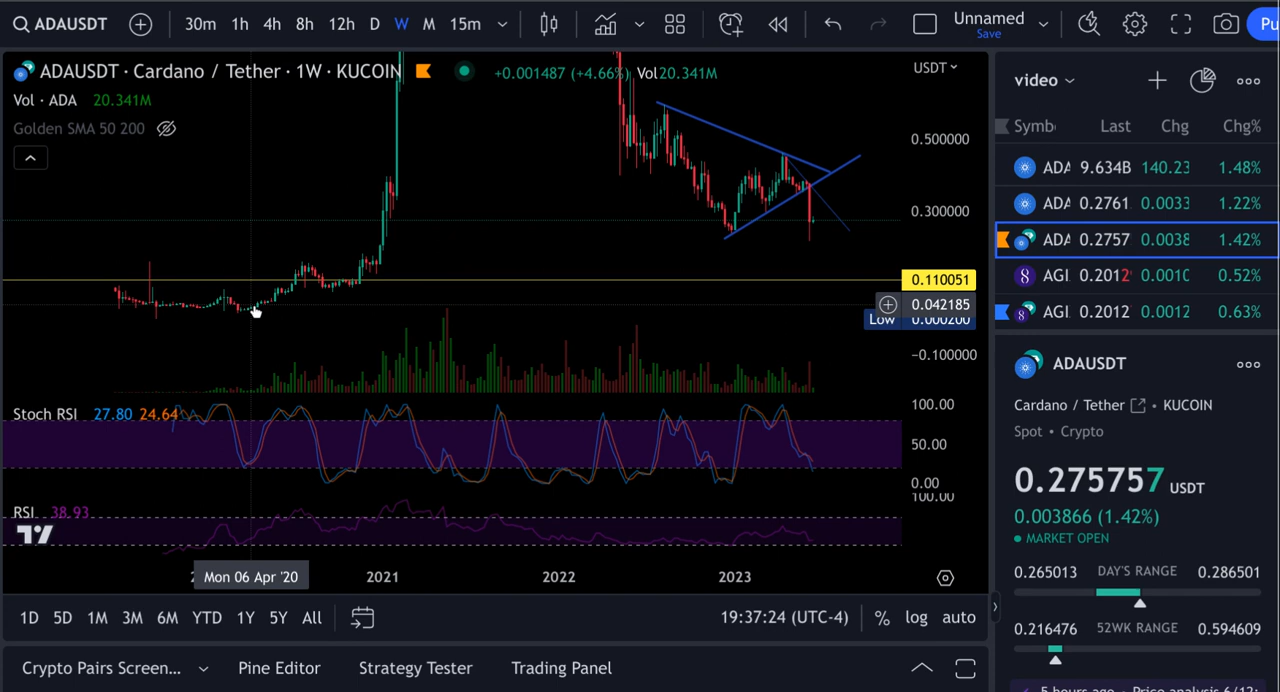 ADAUSDT 30m 1h 4h 8h 12h D W M 15m Unnamed
Save
ADAUSDT · Cardano / Tether · 1W · KUCOIN +0.001487 (+4.66%) Vol20.341M USDT
Vol · ADA 20.341M
Golden SMA 50 200
0.500000
0.300000
0.110051
0.042185
Low 0.000200
−0.100000
Stoch RSI 27.80 24.64
100.00
50.00
0.00
100.00
RSI 38.93
Mon 06 Apr '20 2021 2022 2023
1D 5D 1M 3M 6M YTD 1Y 5Y All 19:37:24 (UTC-4) % log auto
Crypto Pairs Screen... Pine Editor Strategy Tester Trading Panel
video
Symb Last Chg Chg%
ADA 9.634B 140.23 1.48%
ADA 0.2761 0.0033 1.22%
ADA 0.2757 0.0038 1.42%
AGI 0.2012 0.0010 0.52%
AGI 0.2012 0.0012 0.63%
ADAUSDT
Cardano / Tether • KUCOIN
Spot • Crypto
0.275757 USDT
0.003866 (1.42%)
MARKET OPEN
0.265013 DAY'S RANGE 0.286501
0.216476 52WK RANGE 0.594609
5 hours ago • Price analysis 6/12: